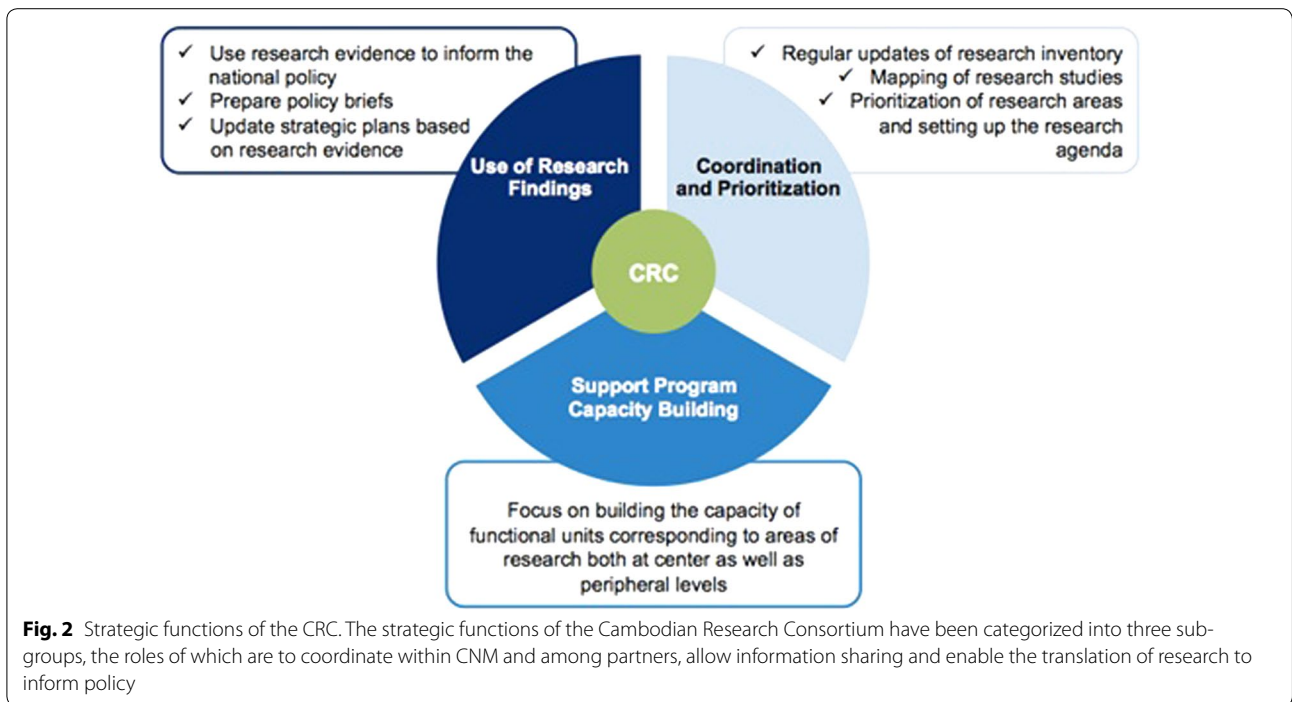 ✓ Use research evidence to inform the
national policy
✓ Prepare policy briefs
✓ Update strategic plans based
on research evidence
✓ Regular updates of research inventory
✓ Mapping of research studies
✓ Prioritization of research areas
and setting up the research
agenda
Use of Research
Findings
Coordination
and Prioritization
CRC
Support Program
Capacity Building
Focus on building the capacity of
functional units corresponding to areas of
research both at center as well as
peripheral levels
Fig. 2 Strategic functions of the CRC. The strategic functions of the Cambodian Research Consortium have been categorized into three sub-
groups, the roles of which are to coordinate within CNM and among partners, allow information sharing and enable the translation of research to
inform policy